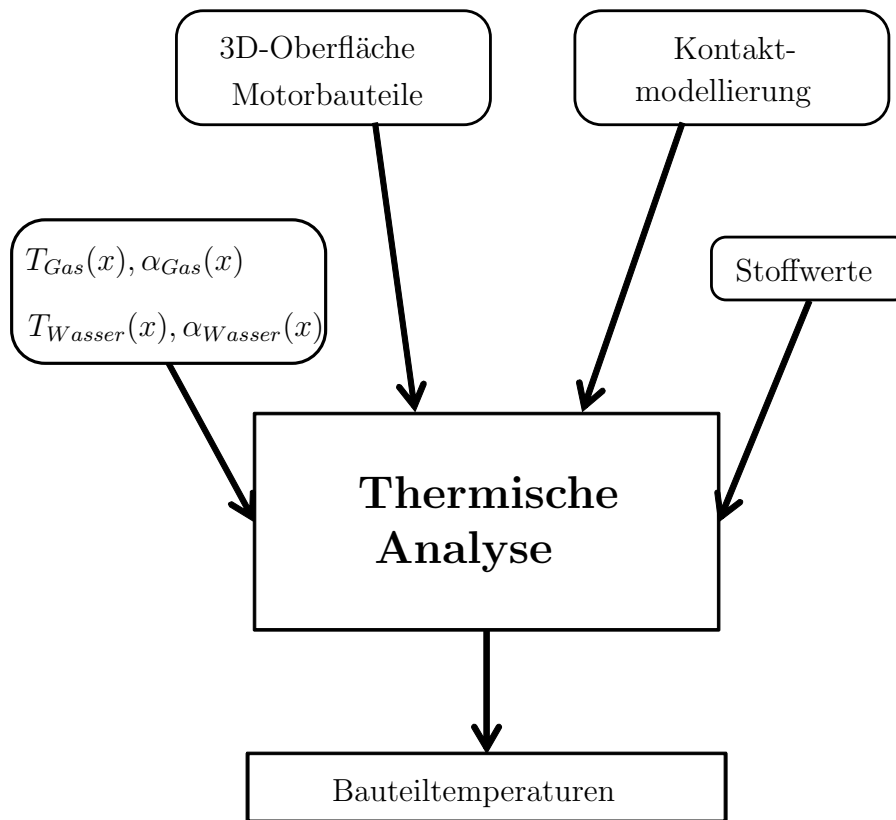 3D-Oberfläche
Motorbauteile
Kontakt-
modellierung
T_{Gas}(x), α_{Gas}(x)
T_{Wasser}(x), α_{Wasser}(x)
Stoffwerte
Thermische
Analyse
Bauteiltemperaturen